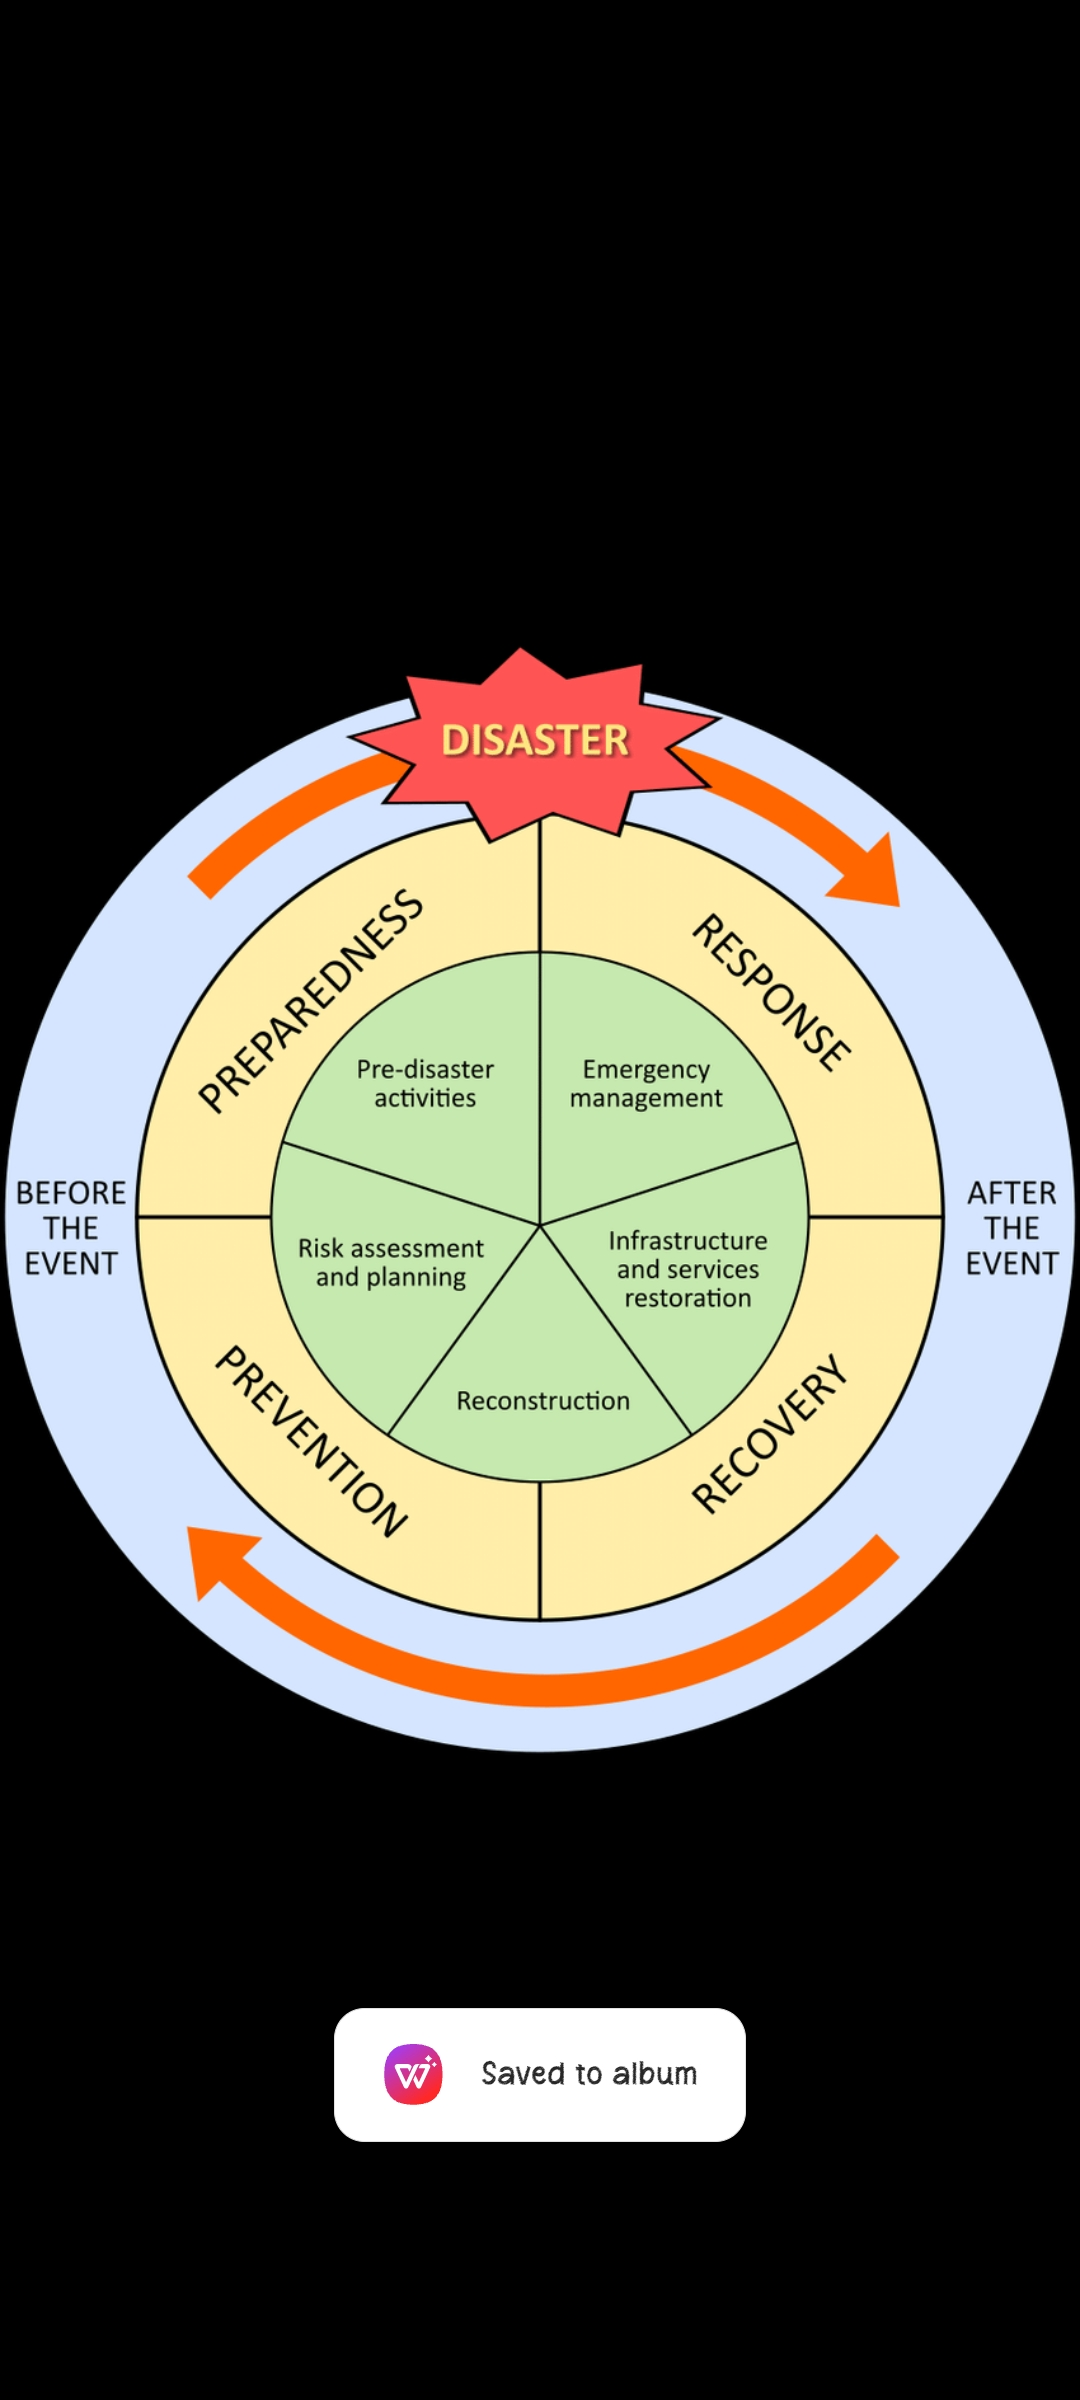 DISASTER
PREPAREDNESS
RESPONSE
Pre-disaster
activities
Emergency
management
BEFORE
THE
EVENT
AFTER
THE
EVENT
Risk assessment
and planning
Infrastructure
and services
restoration
Reconstruction
PREVENTION
RECOVERY
Saved to album